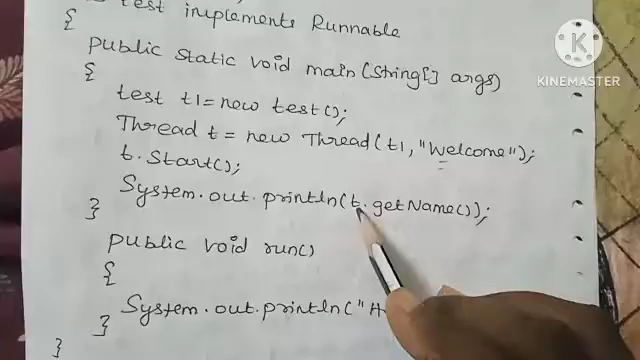 test implements Runnable
{
public static void main(String[] args)
{
test t1=new test();
Thread t = new Thread(t1,"Welcome");
t.start();
System.out.println(t.getName());
}
public void run()
{
System.out.println("H
}
}
K
KINEMASTER